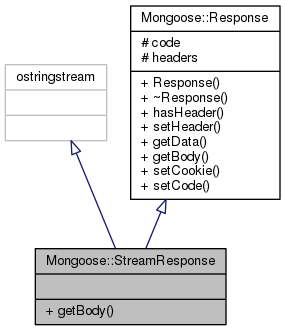 Mongoose::Response
# code
# headers
+ Response()
+ ~Response()
+ hasHeader()
+ setHeader()
+ getData()
+ getBody()
+ setCookie()
+ setCode()
ostringstream
Mongoose::StreamResponse
+ getBody()